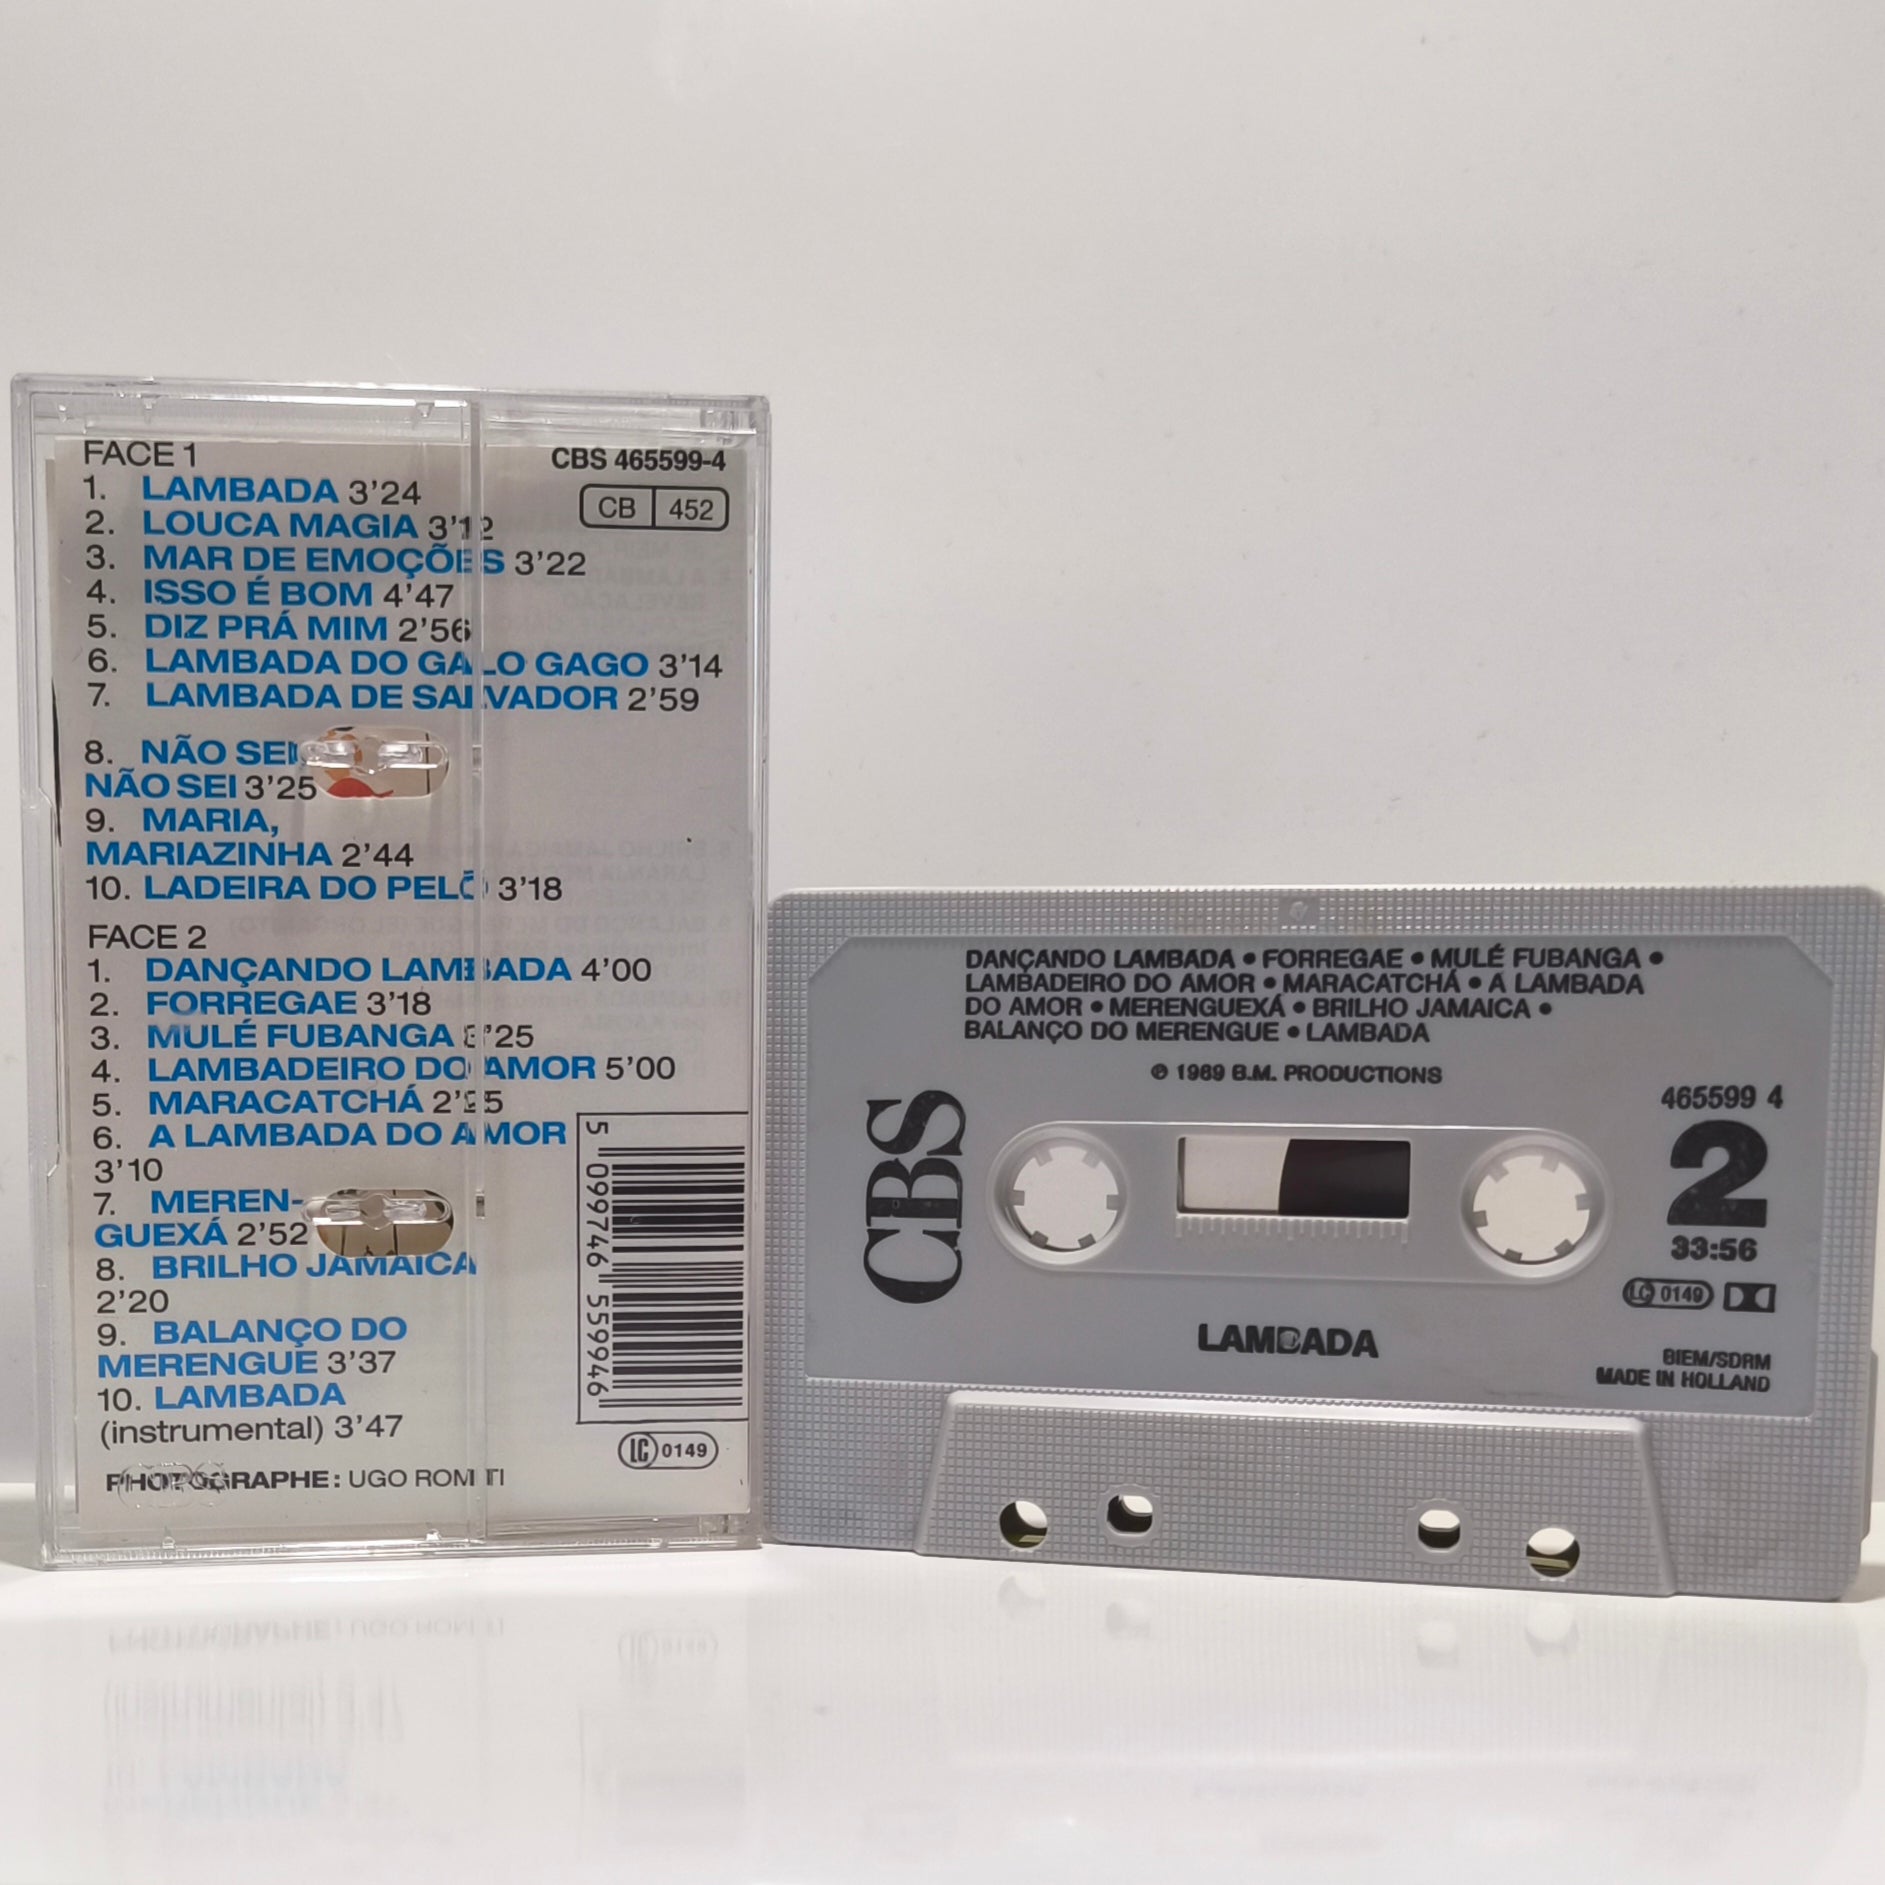 FACE 1
1. LAMBADA 3'24
2. LOUCA MAGIA 3'12
3. MAR DE EMOÇÕES 3'22
4. ISSO É BOM 4'47
5. DIZ PRÁ MIM 2'56
6. LAMBADA DO GALO GAGO 3'14
7. LAMBADA DE SALVADOR 2'59
8. NÃO SEI
NÃO SEI 3'25
9. MARIA,
MARIAZINHA 2'44
10. LADEIRA DO PELÔ 3'18
FACE 2
1. DANÇANDO LAMBADA 4'00
2. FORREGAE 3'18
3. MULÉ FUBANGA 3'25
4. LAMBADEIRO DO AMOR 5'00
5. MARACATCHÁ 2'25
6. A LAMBADA DO AMOR
3'10
7. MEREN-
GUEXÁ 2'52
8. BRILHO JAMAICA
2'20
9. BALANÇO DO
MERENGUE 3'37
10. LAMBADA
(instrumental) 3'47
PHOTOGRAPHE : UGO ROMITI
CBS 465599-4
CB 452
5 099746 559946
LC 0149
DANÇANDO LAMBADA • FORREGAE • MULÉ FUBANGA •
LAMBADEIRO DO AMOR • MARACATCHÁ • A LAMBADA
DO AMOR • MERENGUEXÁ • BRILHO JAMAICA •
BALANÇO DO MERENGUE • LAMBADA
℗ 1989 B.M. PRODUCTIONS
CBS
465599 4
2
33:56
LC 0149
LAMBADA
BIEM/SDRM
MADE IN HOLLAND